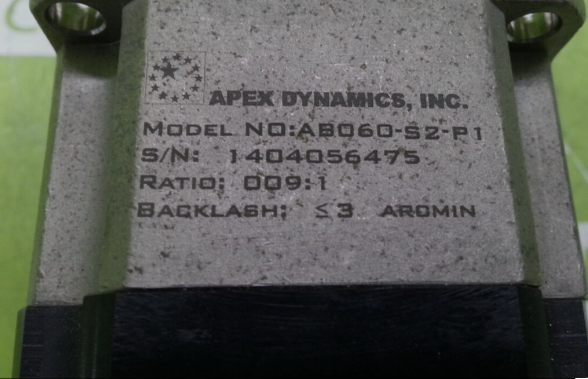 APEX DYNAMICS, INC.
MODEL NO:AB060-S2-P1
S/N: 1404056475
RATIO: 009:1
BACKLASH: ≤3 ARCMIN